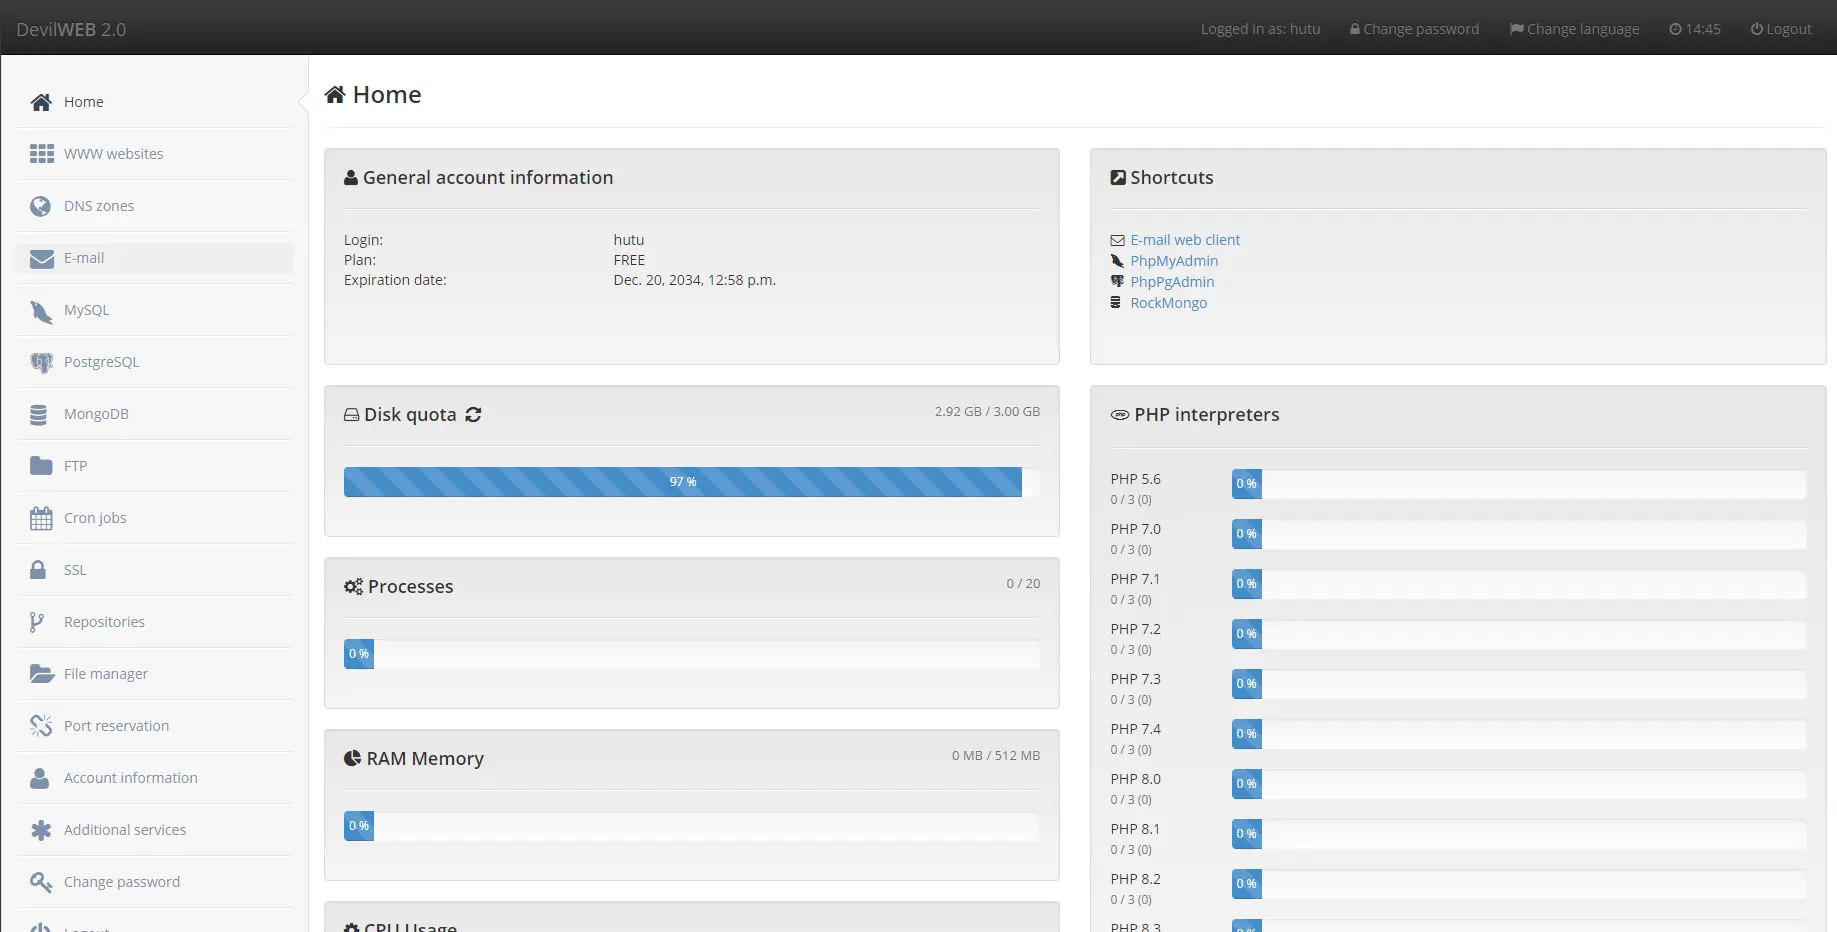 DevilWEB 2.0
Logged in as: hutu
Change password
Change language
14:45
Logout
Home
WWW websites
DNS zones
E-mail
MySQL
PostgreSQL
MongoDB
FTP
Cron jobs
SSL
Repositories
File manager
Port reservation
Account information
Additional services
Change password
Logout
Home
General account information
Login: hutu
Plan: FREE
Expiration date: Dec. 20, 2034, 12:58 p.m.
Shortcuts
E-mail web client
PhpMyAdmin
PhpPgAdmin
RockMongo
Disk quota 2.92 GB / 3.00 GB
97 %
Processes 0 / 20
0 %
RAM Memory 0 MB / 512 MB
0 %
CPU Usage
php PHP interpreters
PHP 5.6
0 / 3 (0)
0 %
PHP 7.0
0 / 3 (0)
0 %
PHP 7.1
0 / 3 (0)
0 %
PHP 7.2
0 / 3 (0)
0 %
PHP 7.3
0 / 3 (0)
0 %
PHP 7.4
0 / 3 (0)
0 %
PHP 8.0
0 / 3 (0)
0 %
PHP 8.1
0 / 3 (0)
0 %
PHP 8.2
0 / 3 (0)
0 %
PHP 8.3
0 %